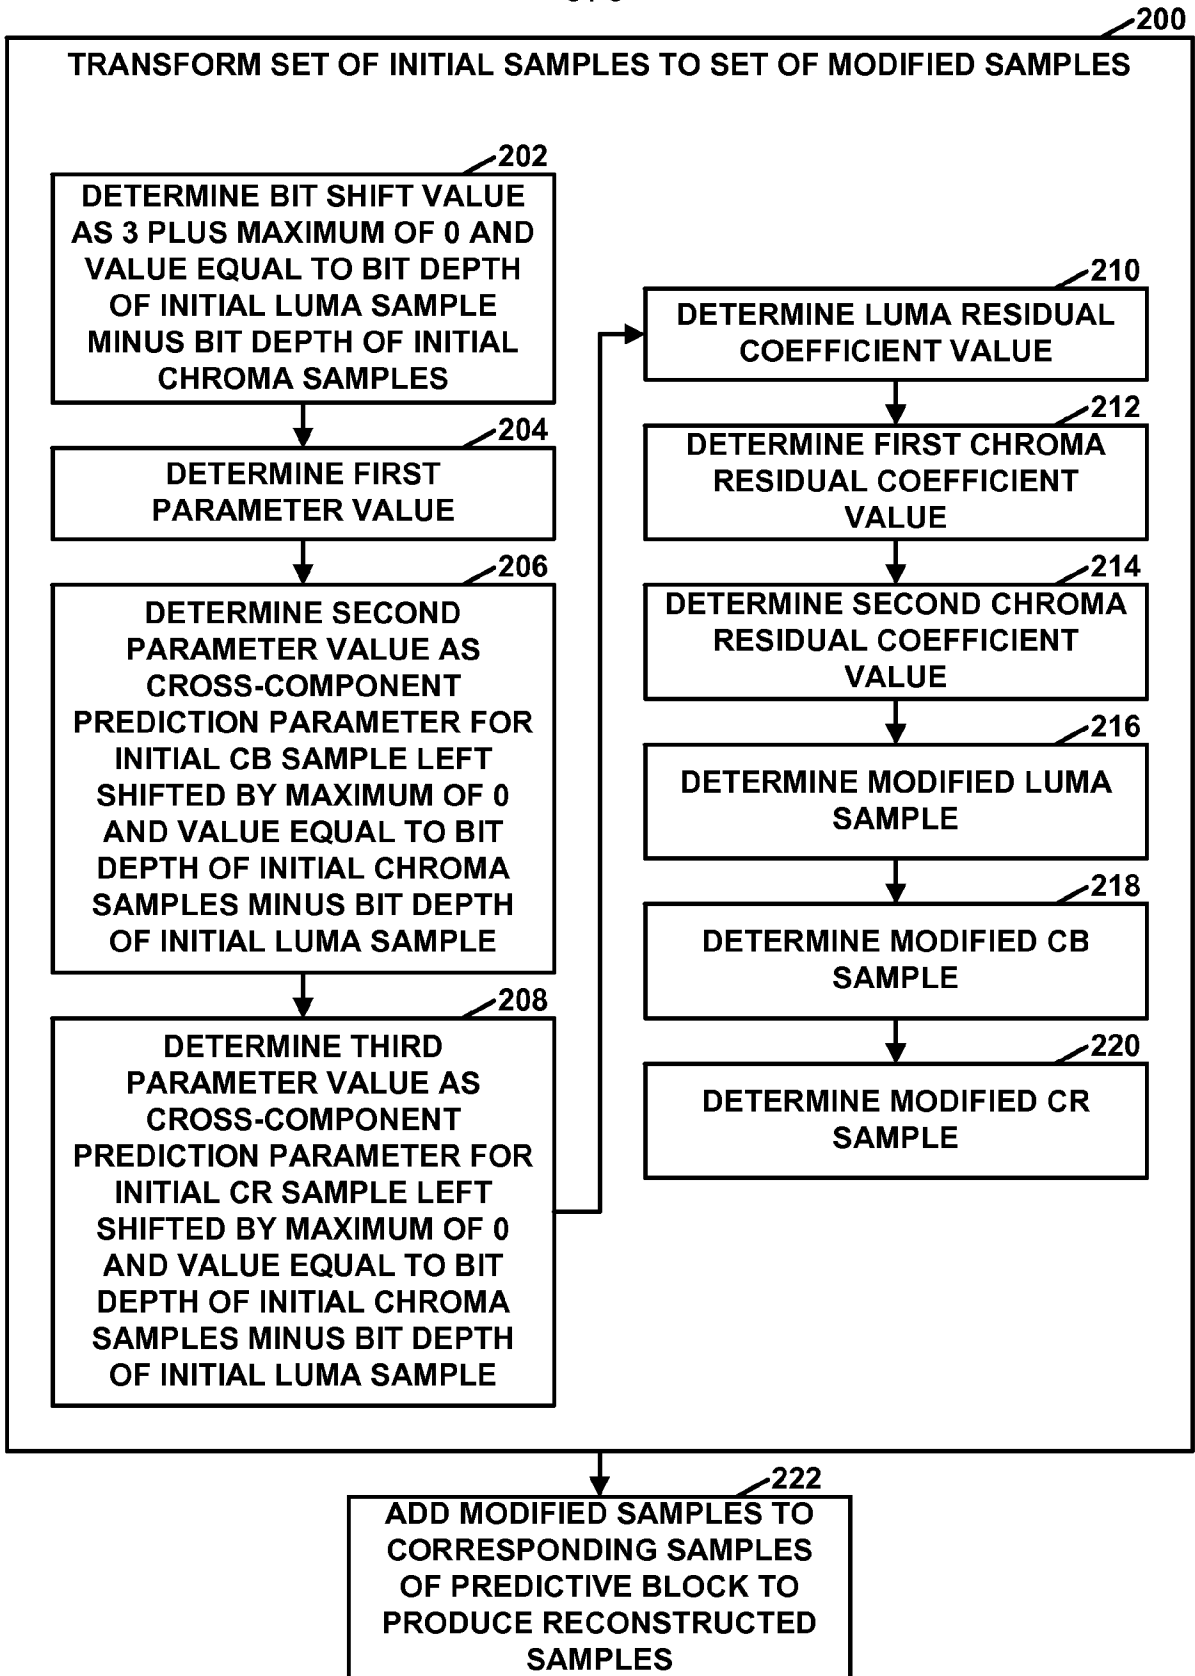 200
TRANSFORM SET OF INITIAL SAMPLES TO SET OF MODIFIED SAMPLES
202
DETERMINE BIT SHIFT VALUE
AS 3 PLUS MAXIMUM OF 0 AND
VALUE EQUAL TO BIT DEPTH
OF INITIAL LUMA SAMPLE
MINUS BIT DEPTH OF INITIAL
CHROMA SAMPLES
204
DETERMINE FIRST
PARAMETER VALUE
206
DETERMINE SECOND
PARAMETER VALUE AS
CROSS-COMPONENT
PREDICTION PARAMETER FOR
INITIAL CB SAMPLE LEFT
SHIFTED BY MAXIMUM OF 0
AND VALUE EQUAL TO BIT
DEPTH OF INITIAL CHROMA
SAMPLES MINUS BIT DEPTH
OF INITIAL LUMA SAMPLE
208
DETERMINE THIRD
PARAMETER VALUE AS
CROSS-COMPONENT
PREDICTION PARAMETER FOR
INITIAL CR SAMPLE LEFT
SHIFTED BY MAXIMUM OF 0
AND VALUE EQUAL TO BIT
DEPTH OF INITIAL CHROMA
SAMPLES MINUS BIT DEPTH
OF INITIAL LUMA SAMPLE
210
DETERMINE LUMA RESIDUAL
COEFFICIENT VALUE
212
DETERMINE FIRST CHROMA
RESIDUAL COEFFICIENT
VALUE
214
DETERMINE SECOND CHROMA
RESIDUAL COEFFICIENT
VALUE
216
DETERMINE MODIFIED LUMA
SAMPLE
218
DETERMINE MODIFIED CB
SAMPLE
220
DETERMINE MODIFIED CR
SAMPLE
222
ADD MODIFIED SAMPLES TO
CORRESPONDING SAMPLES
OF PREDICTIVE BLOCK TO
PRODUCE RECONSTRUCTED
SAMPLES